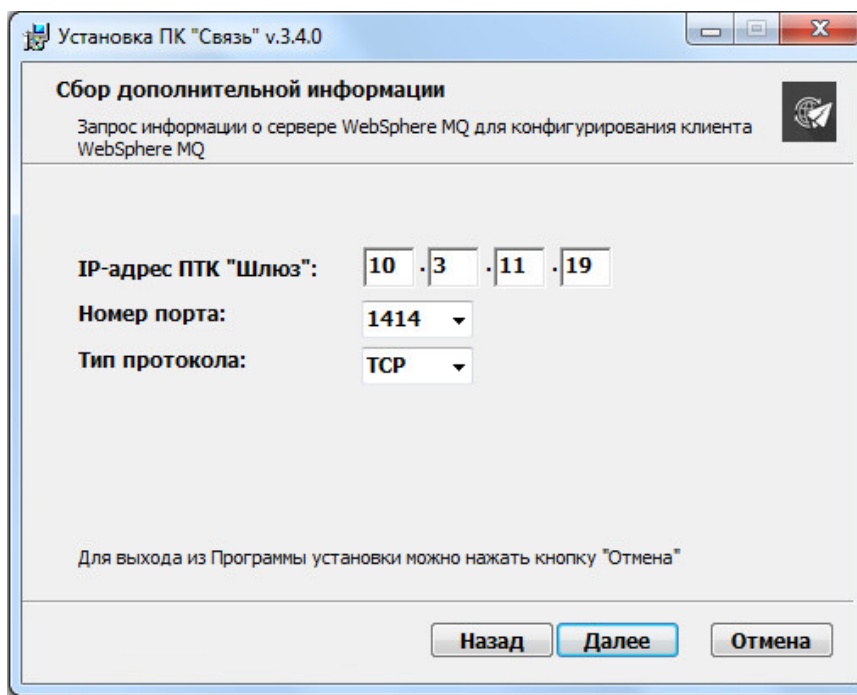 Установка ПК "Связь" v.3.4.0
Сбор дополнительной информации
Запрос информации о сервере WebSphere MQ для конфигурирования клиента
WebSphere MQ
IP-адрес ПТК "Шлюз": 10 . 3 . 11 . 19
Номер порта: 1414
Тип протокола: TCP
Для выхода из Программы установки можно нажать кнопку "Отмена"
Назад Далее Отмена